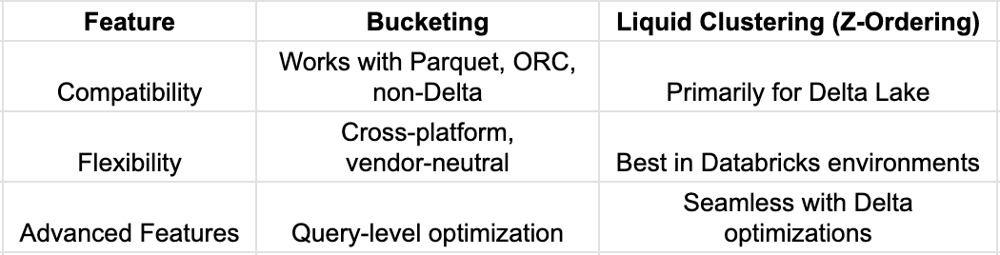 Feature Bucketing Liquid Clustering (Z-Ordering)
Works with Parquet, ORC,
Compatibility non-Delta Primarily for Delta Lake
Cross-platform,
Flexibility vendor-neutral Best in Databricks environments
Seamless with Delta
Advanced Features Query-level optimization optimizations